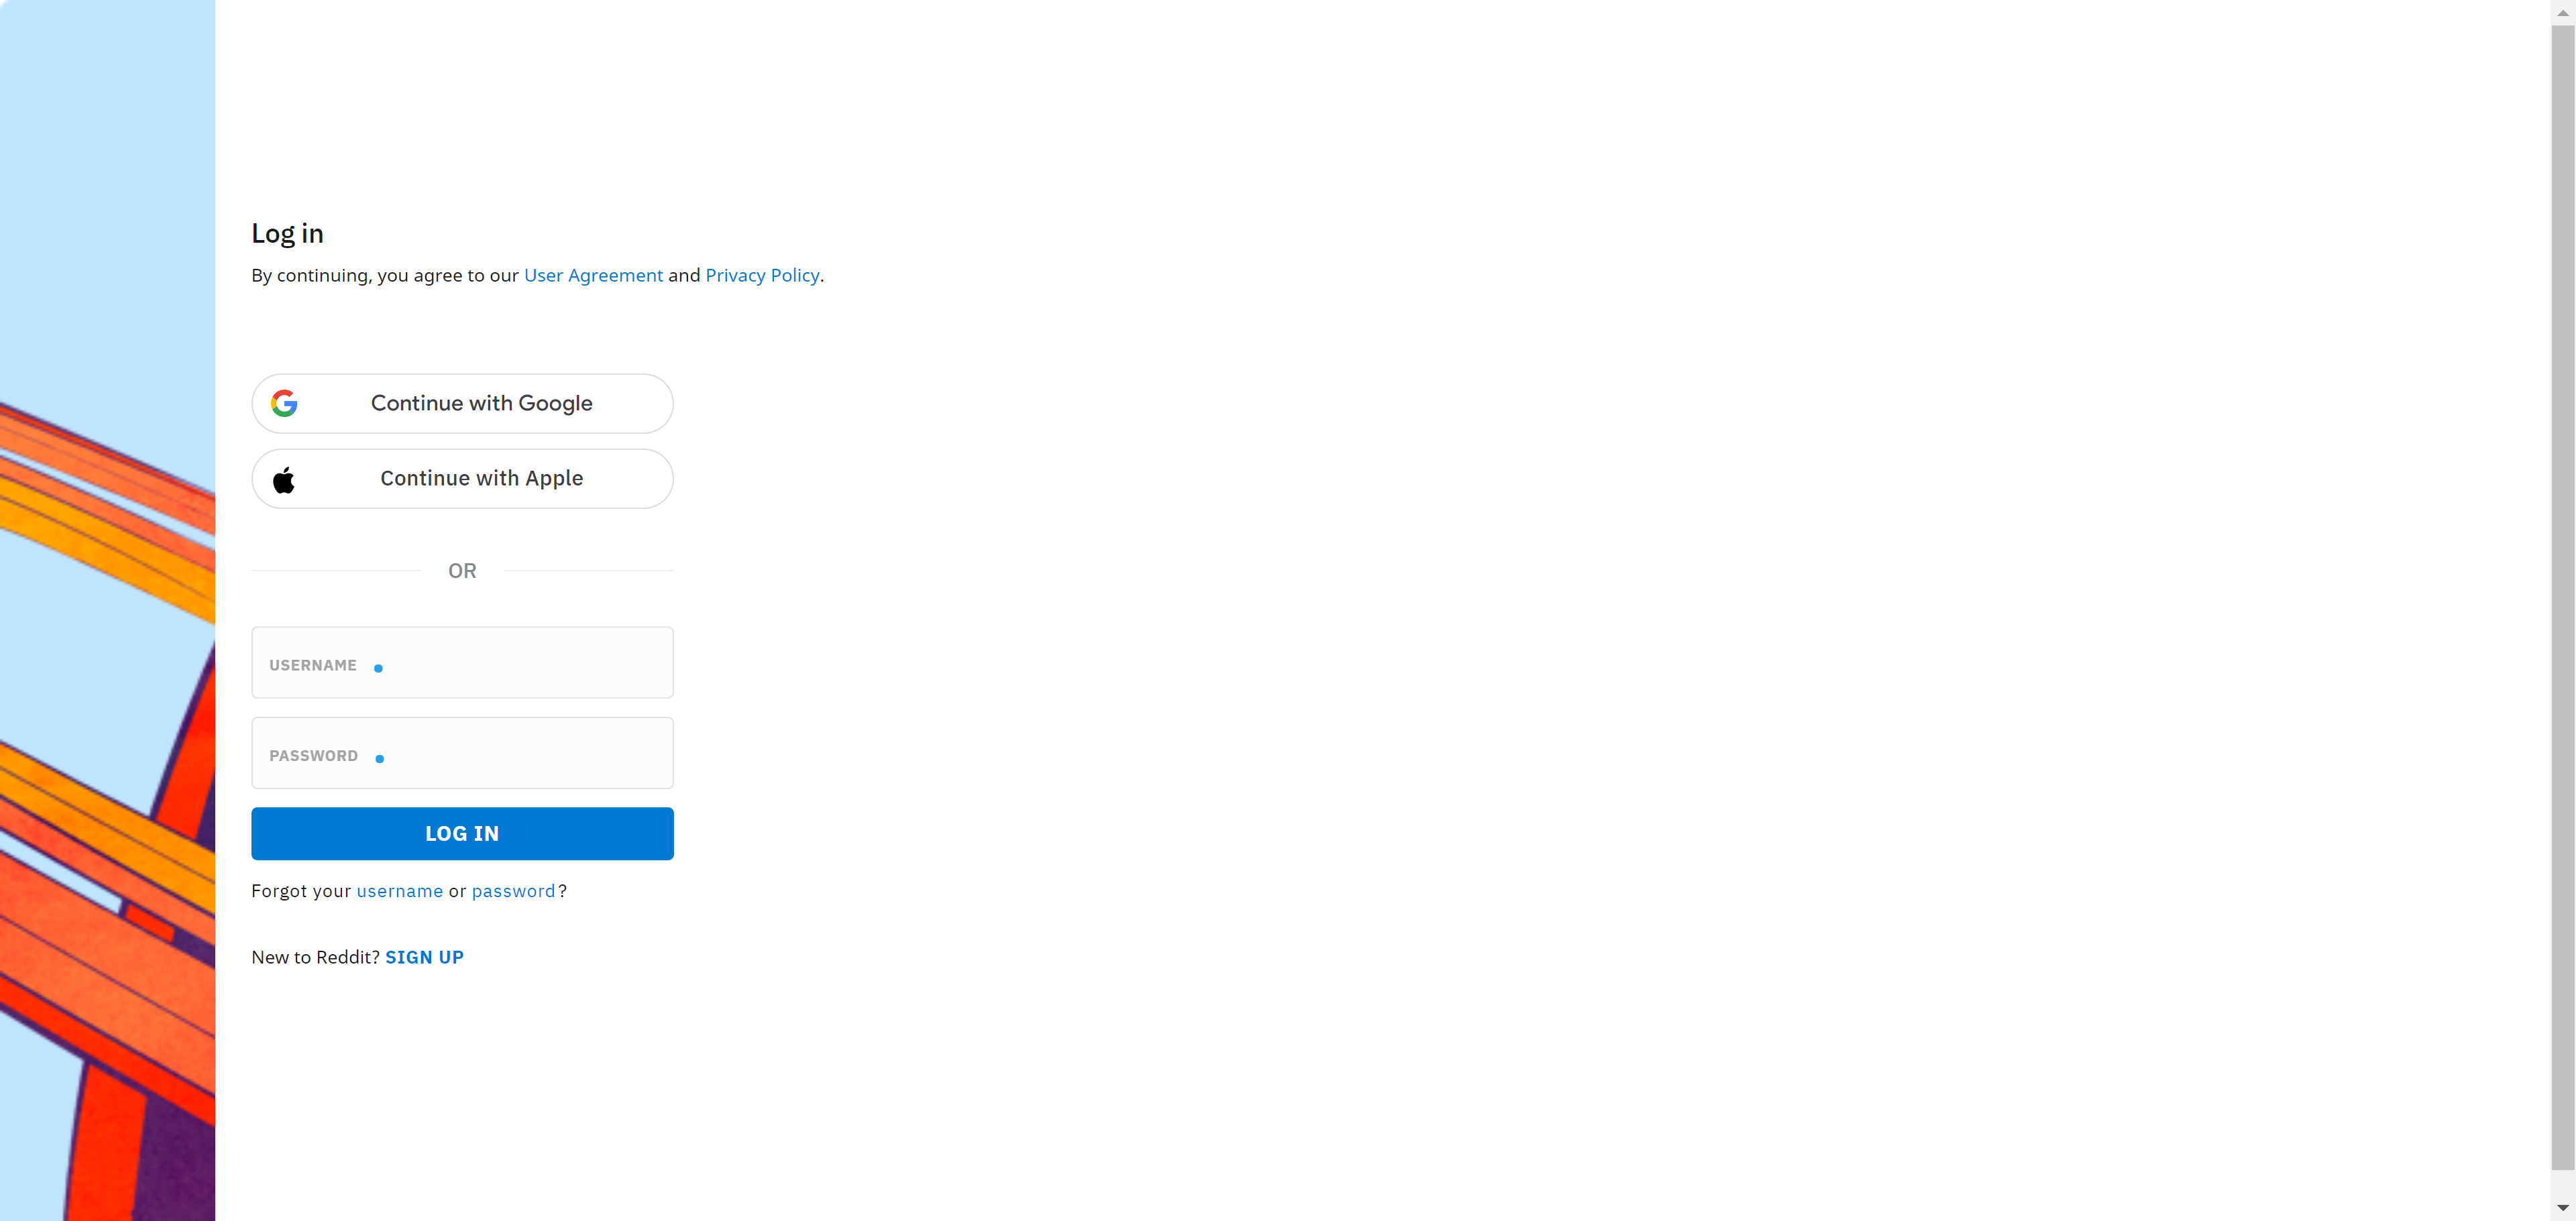 Log in
By continuing, you agree to our User Agreement and Privacy Policy.
Continue with Google
Continue with Apple
OR
USERNAME
PASSWORD
LOG IN
Forgot your username or password?
New to Reddit? SIGN UP